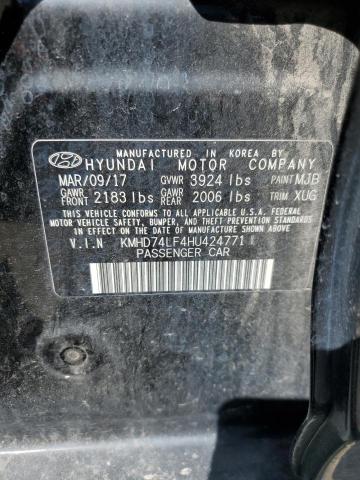 MANUFACTURED IN KOREA BY
HYUNDAI MOTOR COMPANY
MAR/09/17 GVWR 3924 lbs PAINT MJB
GAWR FRONT 2183 lbs GAWR REAR 2006 lbs TRIM XUG
THIS VEHICLE CONFORMS TO ALL APPLICABLE U.S.A. FEDERAL
MOTOR VEHICLE SAFETY, BUMPER, AND THEFT PREVENTION
STANDARDS IN EFFECT ON THE DATE OF MANUFACTURE SHOWN ABOVE.
V.I.N KMHD74LF4HU424771
PASSENGER CAR